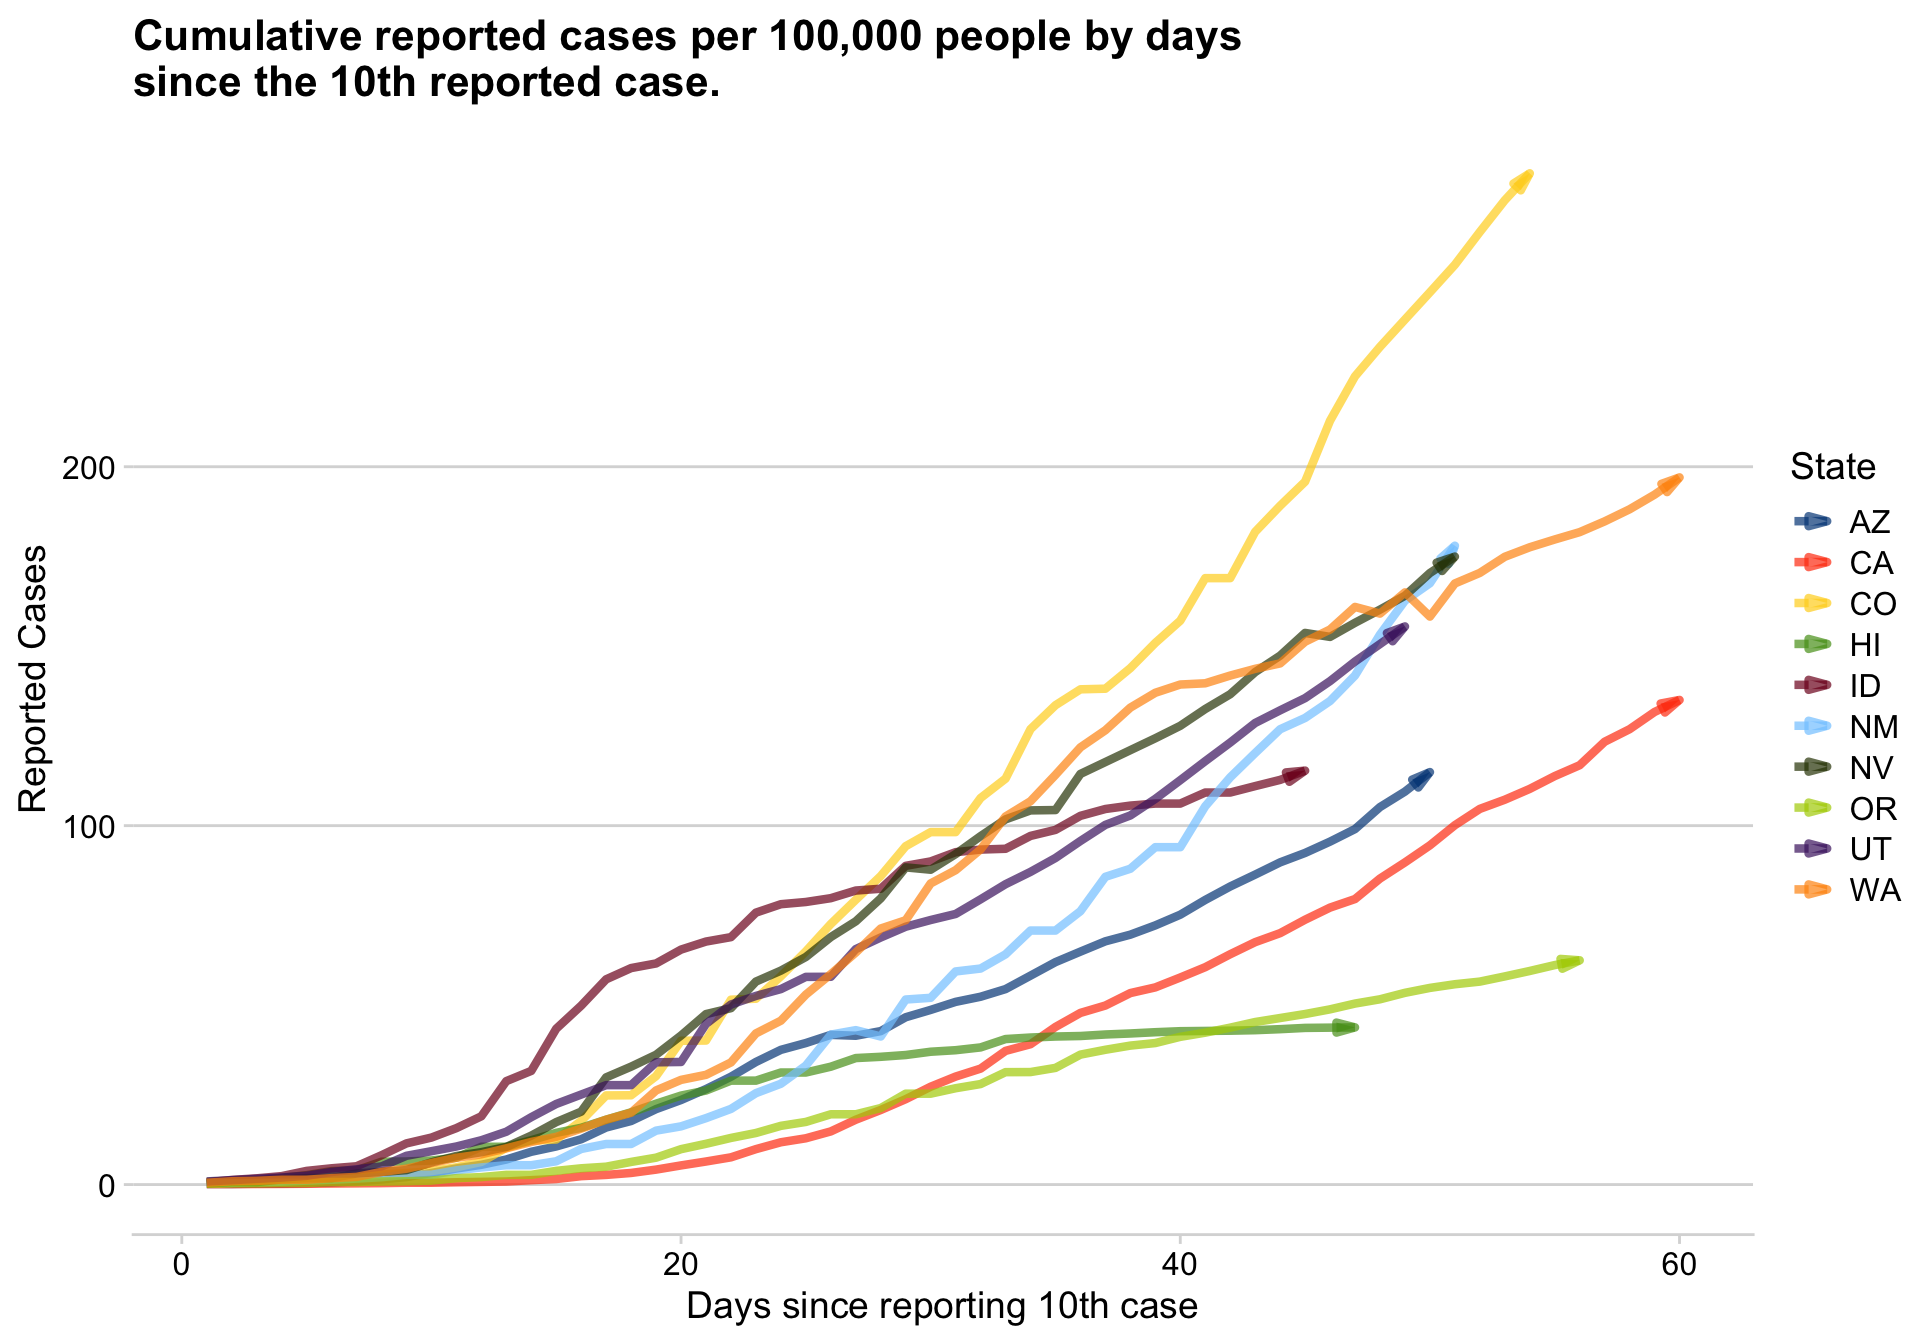 Cumulative reported cases per 100,000 people by days
since the 10th reported case.
Reported Cases
200
100
0
0 20 40 60
Days since reporting 10th case
State
AZ
CA
CO
HI
ID
NM
NV
OR
UT
WA